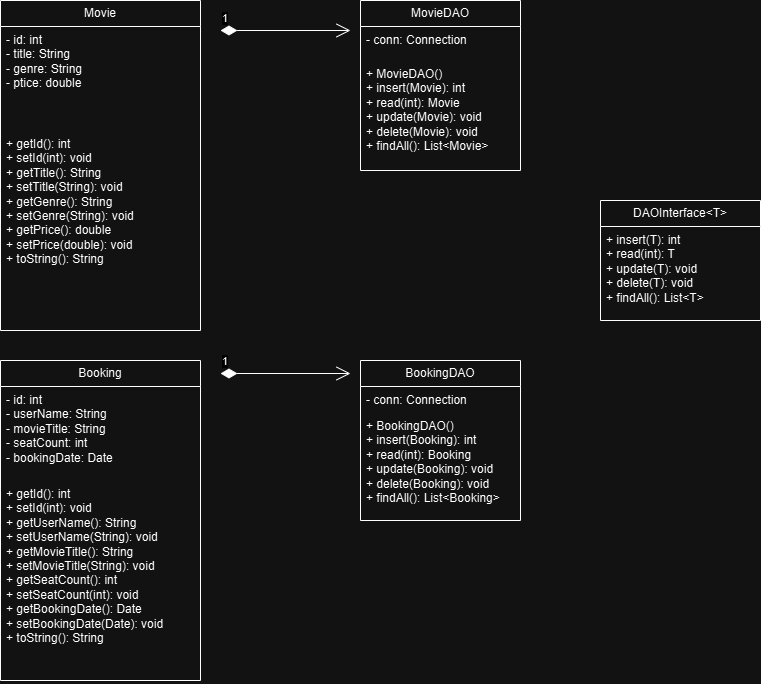 Movie
- id: int
- title: String
- genre: String
- ptice: double
+ getId(): int
+ setId(int): void
+ getTitle(): String
+ setTitle(String): void
+ getGenre(): String
+ setGenre(String): void
+ getPrice(): double
+ setPrice(double): void
+ toString(): String
1
MovieDAO
- conn: Connection
+ MovieDAO()
+ insert(Movie): int
+ read(int): Movie
+ update(Movie): void
+ delete(Movie): void
+ findAll(): List<Movie>
DAOInterface<T>
+ insert(T): int
+ read(int): T
+ update(T): void
+ delete(T): void
+ findAll(): List<T>
Booking
- id: int
- userName: String
- movieTitle: String
- seatCount: int
- bookingDate: Date
+ getId(): int
+ setId(int): void
+ getUserName(): String
+ setUserName(String): void
+ getMovieTitle(): String
+ setMovieTitle(String): void
+ getSeatCount(): int
+ setSeatCount(int): void
+ getBookingDate(): Date
+ setBookingDate(Date): void
+ toString(): String
1
BookingDAO
- conn: Connection
+ BookingDAO()
+ insert(Booking): int
+ read(int): Booking
+ update(Booking): void
+ delete(Booking): void
+ findAll(): List<Booking>